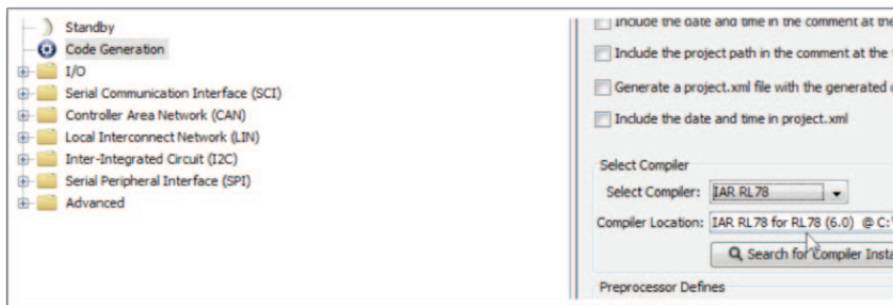 Standby
Code Generation
I/O
Serial Communication Interface (SCI)
Controller Area Network (CAN)
Local Interconnect Network (LIN)
Inter-Integrated Circuit (I2C)
Serial Peripheral Interface (SPI)
Advanced
Include the date and time in the comment at the
Include the project path in the comment at the
Generate a project.xml file with the generated
Include the date and time in project.xml
Select Compiler
Select Compiler: IAR RL78
Compiler Location: IAR RL78 for RL78 (6.0) @ C:\
Search for Compiler Insta
Preprocessor Defines